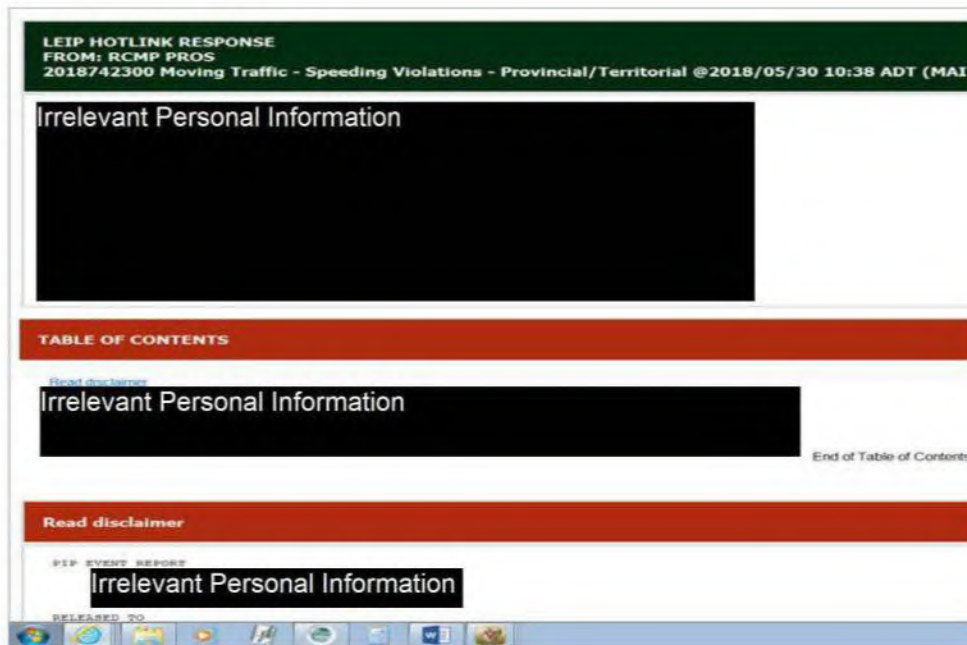 LEIP HOTLINK RESPONSE
FROM: RCMP PROS
2018742300 Moving Traffic - Speeding Violations - Provincial/Territorial @2018/05/30 10:38 ADT (MAI
Irrelevant Personal Information
TABLE OF CONTENTS
Read disclaimer
Irrelevant Personal Information
End of Table of Contents
Read disclaimer
PIP EVENT REPORT
Irrelevant Personal Information
RELEASED TO